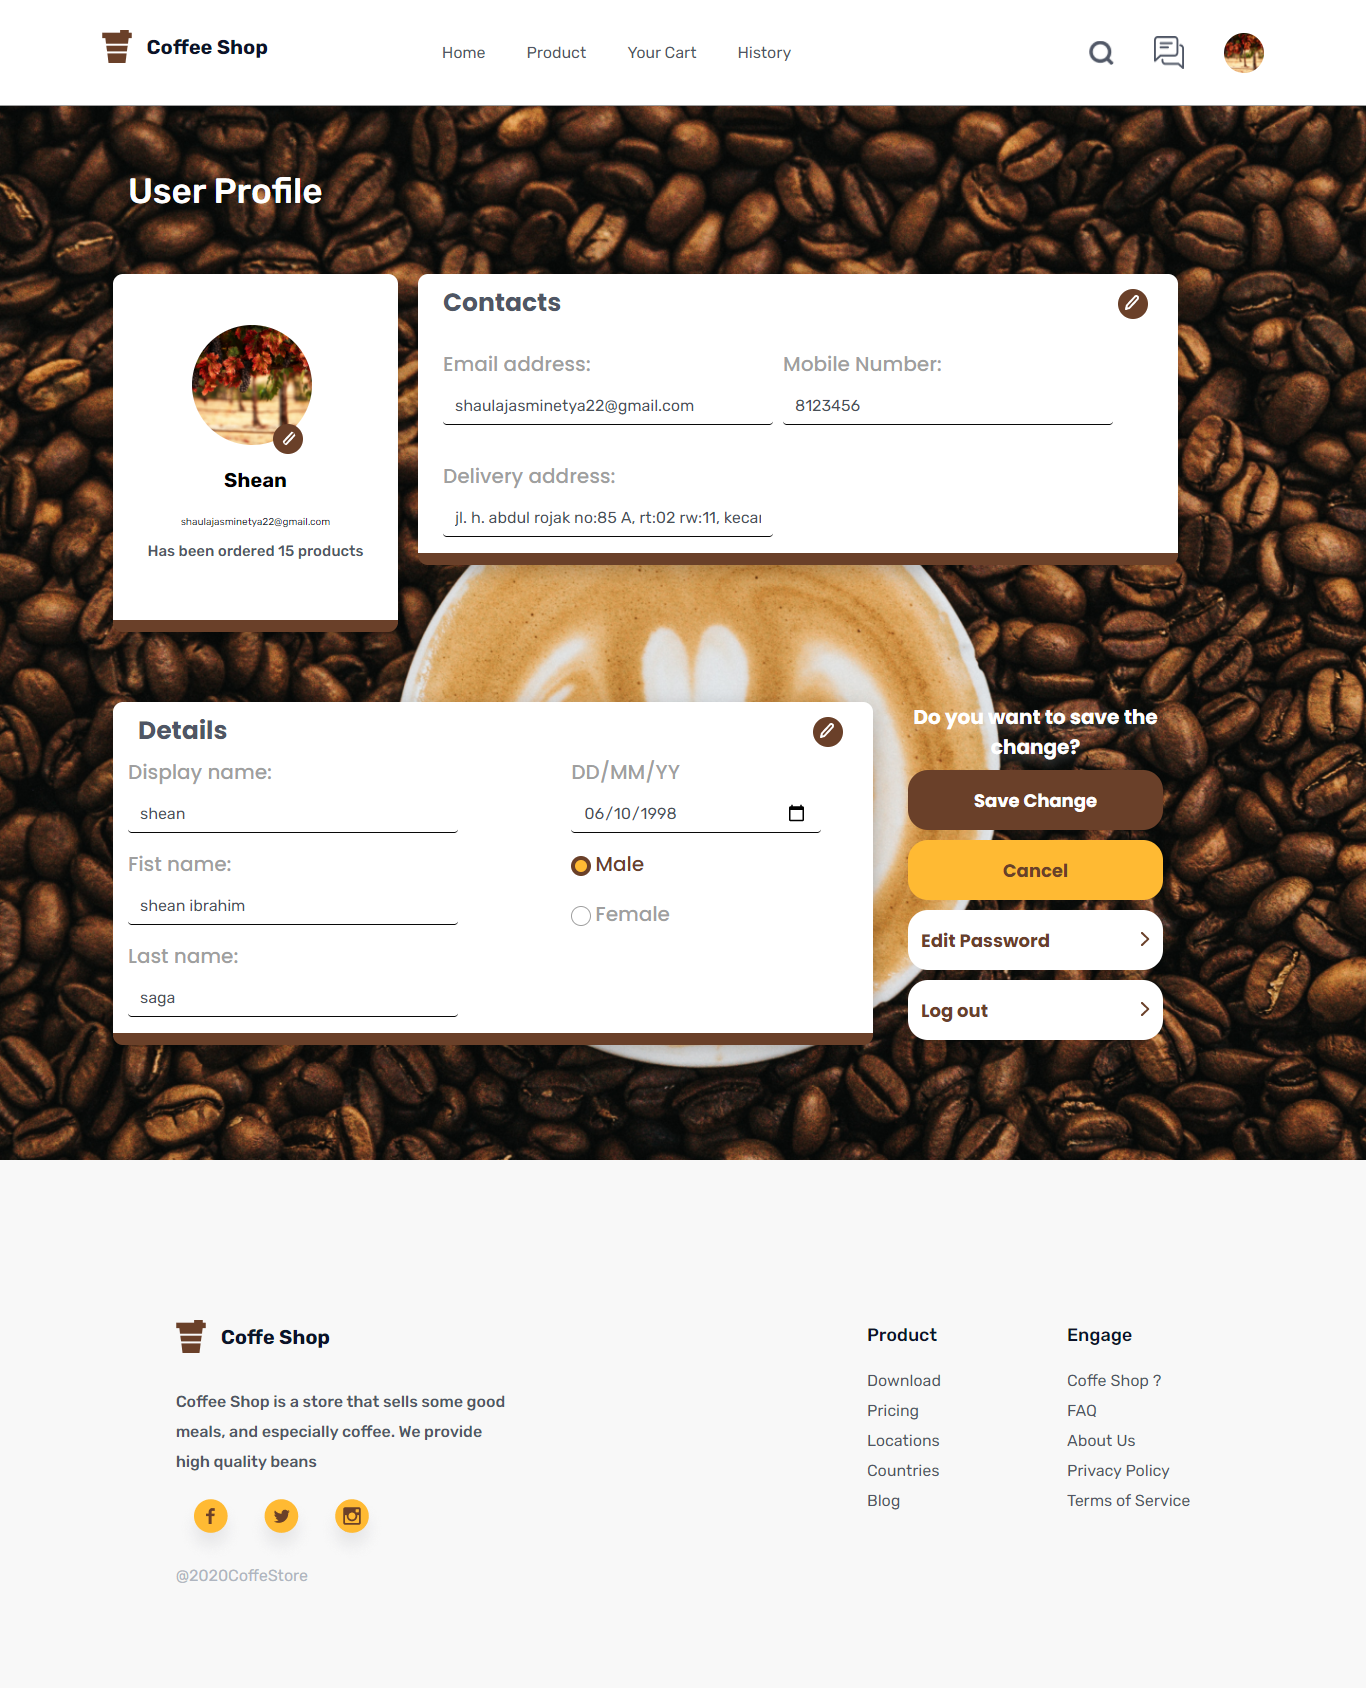 Coffee Shop
Home
Product
Your Cart
History
User Profile
Shean
shaulajasminetya22@gmail.com
Has been ordered 15 products
Contacts
Email address:
shaulajasminetya22@gmail.com
Mobile Number:
8123456
Delivery address:
jl. h. abdul rojak no:85 A, rt:02 rw:11, kecar
Details
Display name:
shean
Fist name:
shean ibrahim
Last name:
saga
DD/MM/YY
06/10/1998
Male
Female
Do you want to save the
change?
Save Change
Cancel
Edit Password
Log out
Coffe Shop
Coffee Shop is a store that sells some good
meals, and especially coffee. We provide
high quality beans
@2020CoffeStore
Product
Download
Pricing
Locations
Countries
Blog
Engage
Coffe Shop ?
FAQ
About Us
Privacy Policy
Terms of Service